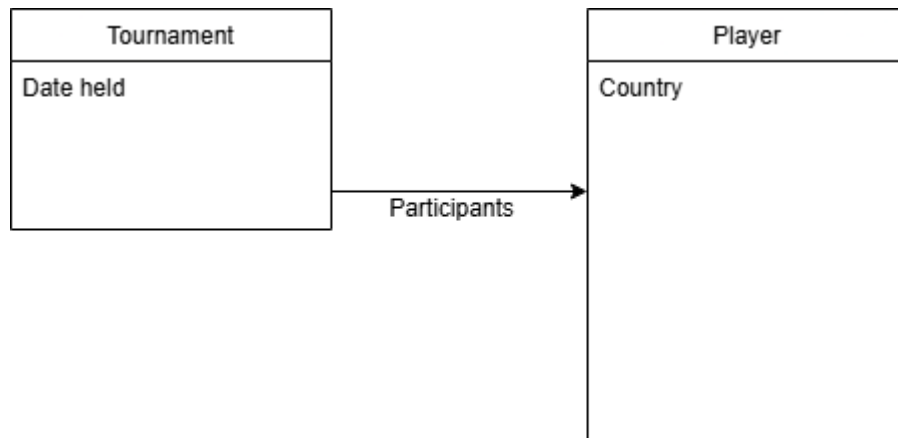 Tournament
Date held
Participants
Player
Country